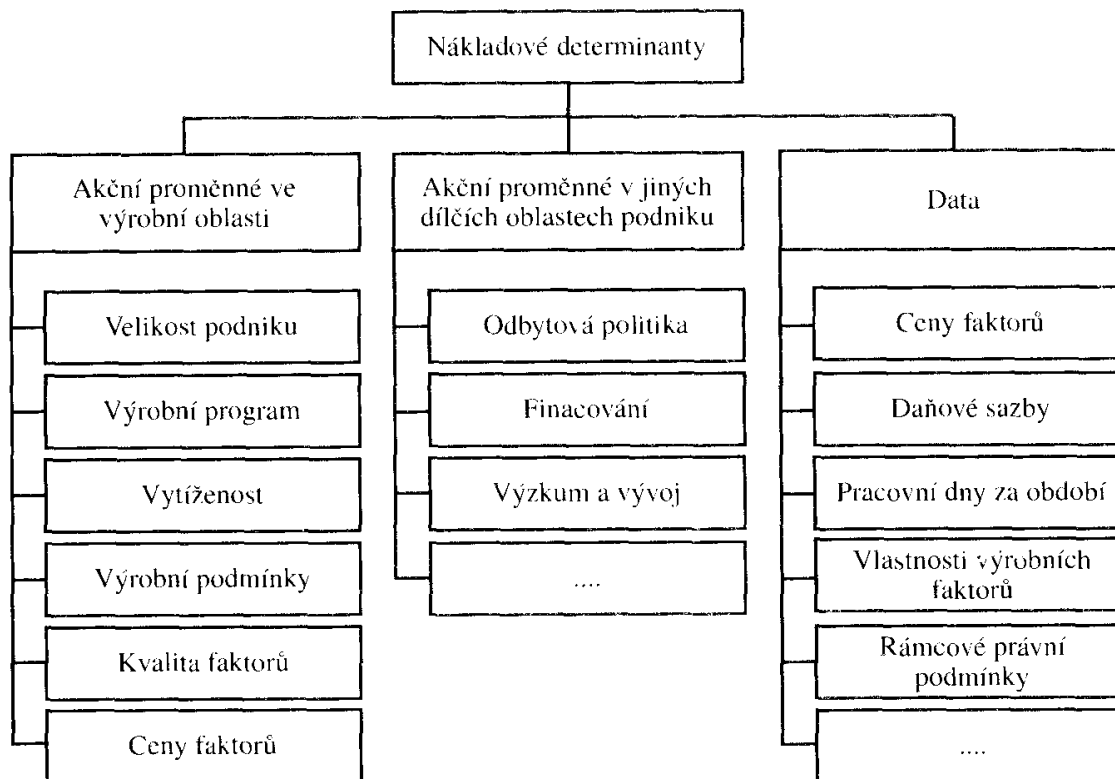 Nákladové determinanty
Akční proměnné ve
výrobní oblasti
Velikost podniku
Výrobní program
Vytíženost
Výrobní podmínky
Kvalita faktorů
Ceny faktorů
Akční proměnné v jiných
dílčích oblastech podniku
Odbytová politika
Finacování
Výzkum a vývoj
....
Data
Ceny faktorů
Daňové sazby
Pracovní dny za období
Vlastnosti výrobních
faktorů
Rámcové právní
podmínky
....